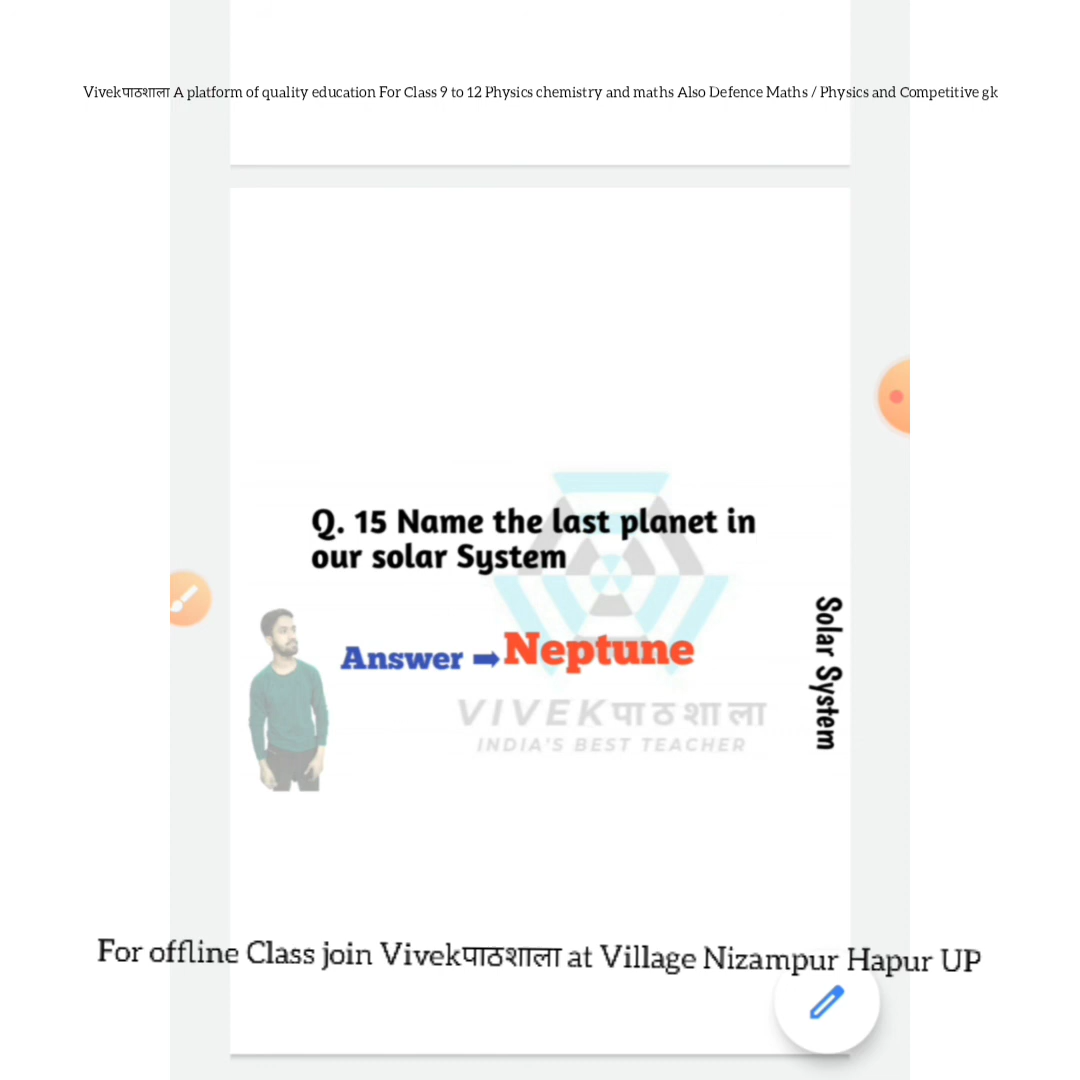 Vivekपाठशाला A platform of quality education For Class 9 to 12 Physics chemistry and maths Also Defence Maths / Physics and Competitive gk
Q. 15 Name the last planet in
our solar System
Answer ➡Neptune
Solar System
VIVEKपाठशाला
INDIA'S BEST TEACHER
For offline Class join Vivekपाठशाला at Village Nizampur Hapur UP